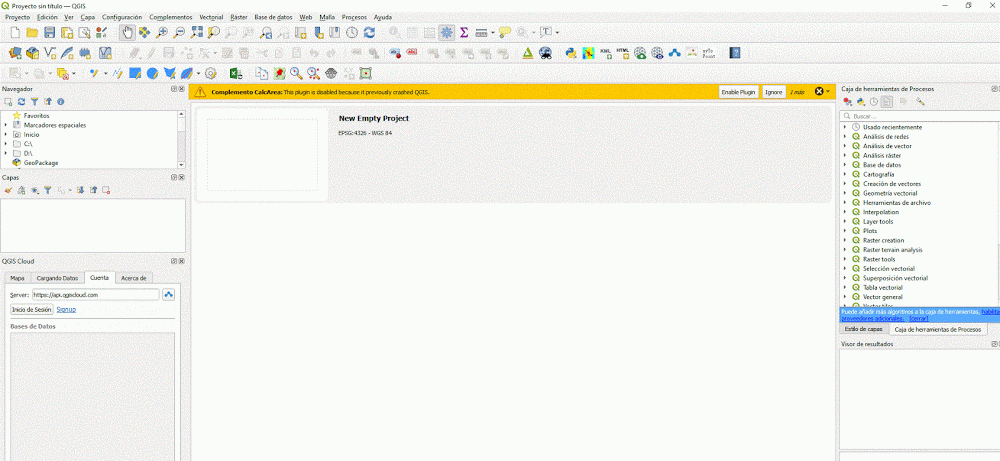 Proyecto sin título — QGIS
Proyecto Edición Ver Capa Configuración Complementos Vectorial Ráster Base de datos Web Malla Procesos Ayuda
XML HTML
Navegador
Favoritos
Marcadores espaciales
Inicio
C:\
D:\
GeoPackage
Capas
QGIS Cloud
Mapa Cargando Datos Cuenta Acerca de
Server: https://api.qgiscloud.com
Inicio de Sesión Signup
Bases de Datos
Complemento CalcArea: This plugin is disabled because it previously crashed QGIS. Enable Plugin Ignore 1 más
New Empty Project
EPSG:4326 - WGS 84
Caja de herramientas de Procesos
Buscar...
Usado recientemente
Análisis de redes
Análisis de vector
Análisis ráster
Base de datos
Cartografía
Creación de vectores
Geometría vectorial
Herramientas de archivo
Interpolation
Layer tools
Plots
Raster creation
Raster terrain analysis
Raster tools
Selección vectorial
Superposición vectorial
Tabla vectorial
Vector general
Vector tiles
Puede añadir más algoritmos a la caja de herramientas, habilita
proveedores adicionales. [cerrar]
Estilo de capas Caja de herramientas de Procesos
Visor de resultados